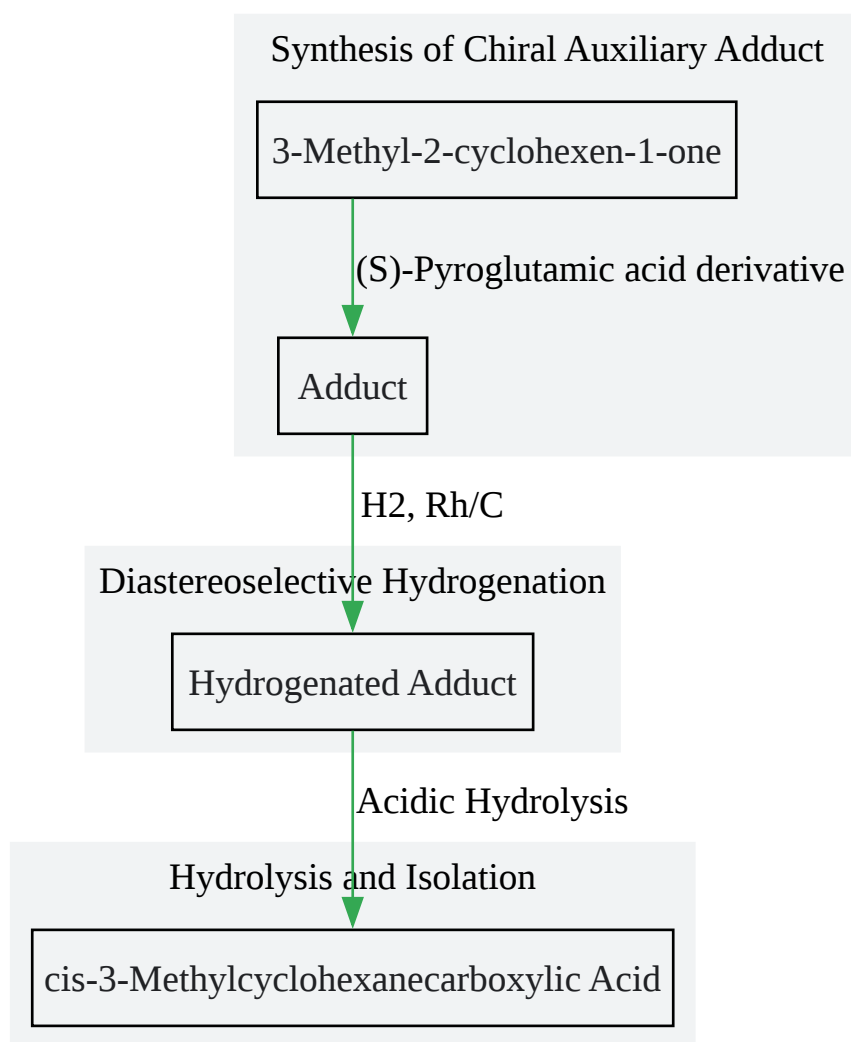 Synthesis of Chiral Auxiliary Adduct
3-Methyl-2-cyclohexen-1-one
(S)-Pyroglutamic acid derivative
Adduct
H2, Rh/C
Diastereoselective Hydrogenation
Hydrogenated Adduct
Acidic Hydrolysis
Hydrolysis and Isolation
cis-3-Methylcyclohexanecarboxylic Acid